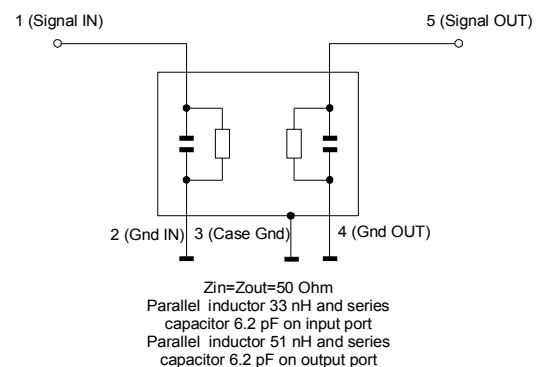 1 (Signal IN)
5 (Signal OUT)
2 (Gnd IN)
3 (Case Gnd)
4 (Gnd OUT)
Zin=Zout=50 Ohm
Parallel inductor 33 nH and series
capacitor 6.2 pF on input port
Parallel inductor 51 nH and series
capacitor 6.2 pF on output port